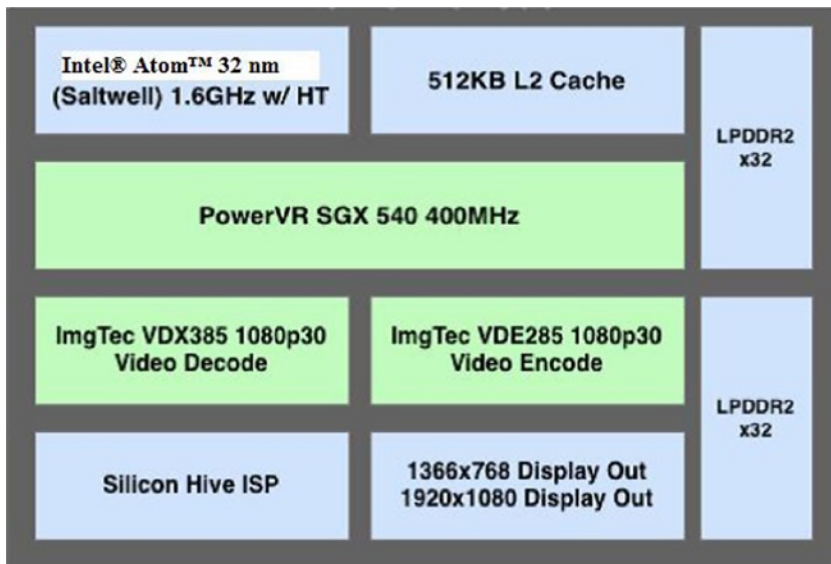 Intel® Atom™ 32 nm
(Saltwell) 1.6GHz w/ HT
512KB L2 Cache
LPDDR2
x32
PowerVR SGX 540 400MHz
ImgTec VDX385 1080p30
Video Decode
ImgTec VDE285 1080p30
Video Encode
LPDDR2
x32
Silicon Hive ISP
1366x768 Display Out
1920x1080 Display Out